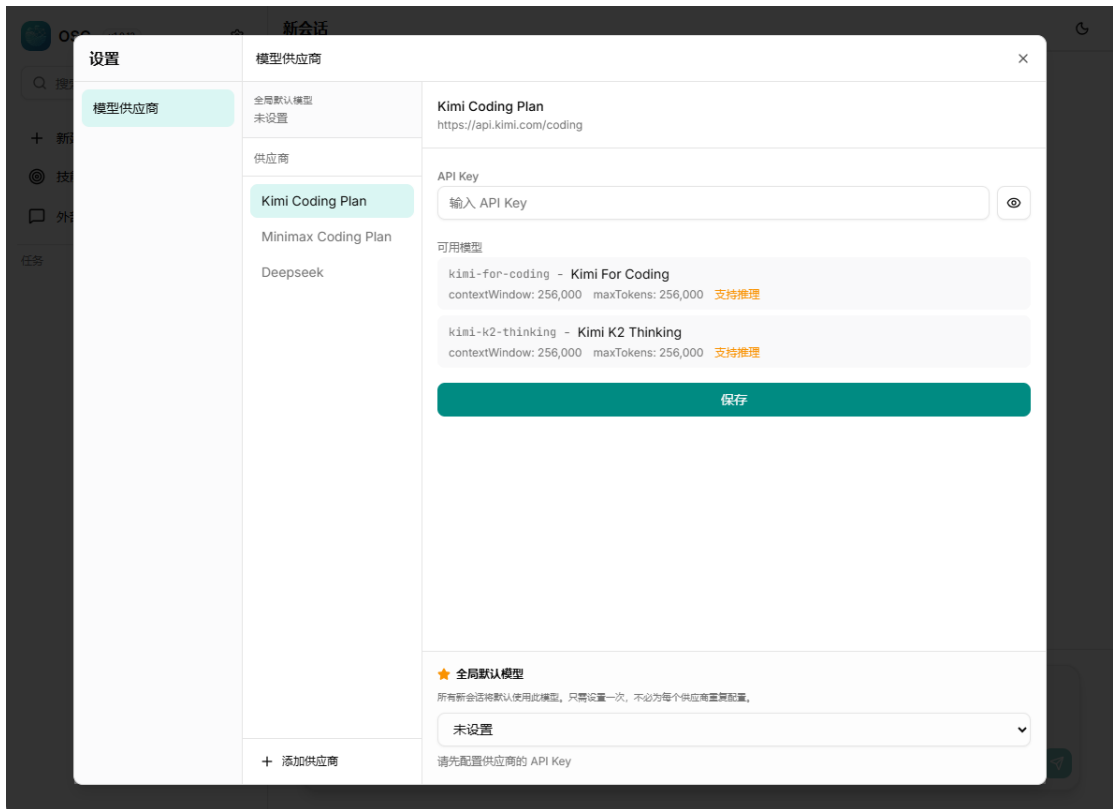 新会话
设置
模型供应商
模型供应商
全局默认模型
未设置
供应商
Kimi Coding Plan
Minimax Coding Plan
Deepseek
添加供应商
Kimi Coding Plan
https://api.kimi.com/coding
API Key
输入 API Key
可用模型
kimi-for-coding - Kimi For Coding
contextWindow: 256,000 maxTokens: 256,000 支持推理
kimi-k2-thinking - Kimi K2 Thinking
contextWindow: 256,000 maxTokens: 256,000 支持推理
保存
全局默认模型
所有新会话将默认使用此模型。只需设置一次，不必为每个供应商重复配置。
未设置
请先配置供应商的 API Key
任务